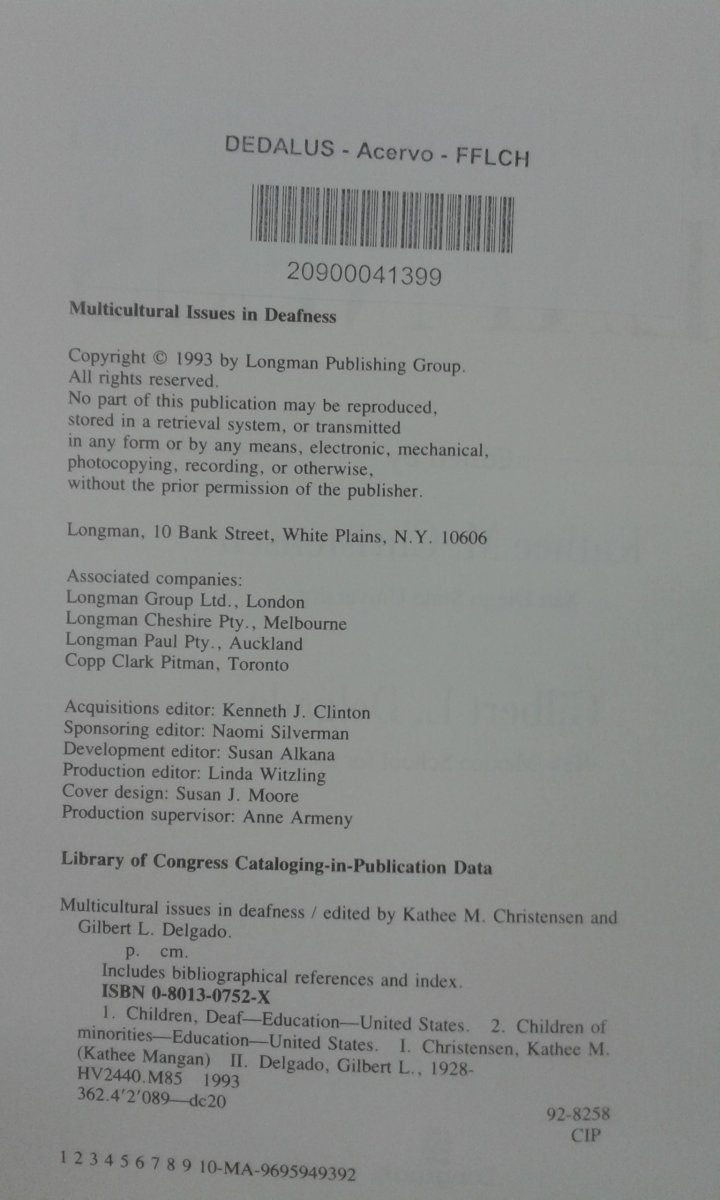 DEDALUS - Acervo - FFLCH
20900041399
Multicultural Issues in Deafness
Copyright © 1993 by Longman Publishing Group.
All rights reserved.
No part of this publication may be reproduced,
stored in a retrieval system, or transmitted
in any form or by any means, electronic, mechanical,
photocopying, recording, or otherwise,
without the prior permission of the publisher.
Longman, 10 Bank Street, White Plains, N.Y. 10606
Associated companies:
Longman Group Ltd., London
Longman Cheshire Pty., Melbourne
Longman Paul Pty., Auckland
Copp Clark Pitman, Toronto
Acquisitions editor: Kenneth J. Clinton
Sponsoring editor: Naomi Silverman
Development editor: Susan Alkana
Production editor: Linda Witzling
Cover design: Susan J. Moore
Production supervisor: Anne Armeny
Library of Congress Cataloging-in-Publication Data
Multicultural issues in deafness / edited by Kathee M. Christensen and
Gilbert L. Delgado.
p. cm.
Includes bibliographical references and index.
ISBN 0-8013-0752-X
1. Children, Deaf—Education—United States. 2. Children of
minorities—Education—United States. I. Christensen, Kathee M.
(Kathee Mangan) II. Delgado, Gilbert L., 1928-
HV2440.M85 1993
362.4'2'089—dc20
92-8258
CIP
1 2 3 4 5 6 7 8 9 10-MA-9695949392